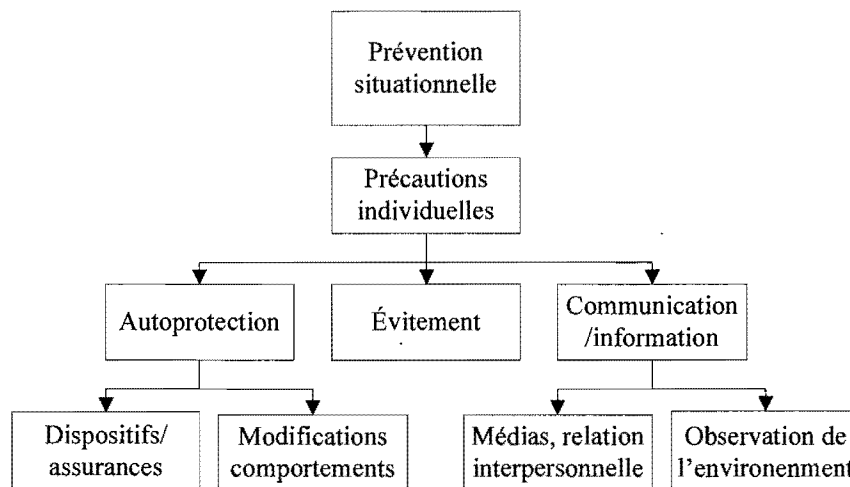 Prévention
situationnelle
Précautions
individuelles
Autoprotection
Évitement
Communication
/information
Dispositifs/
assurances
Modifications
comportements
Médias, relation
interpersonnelle
Observation de
l'environenment